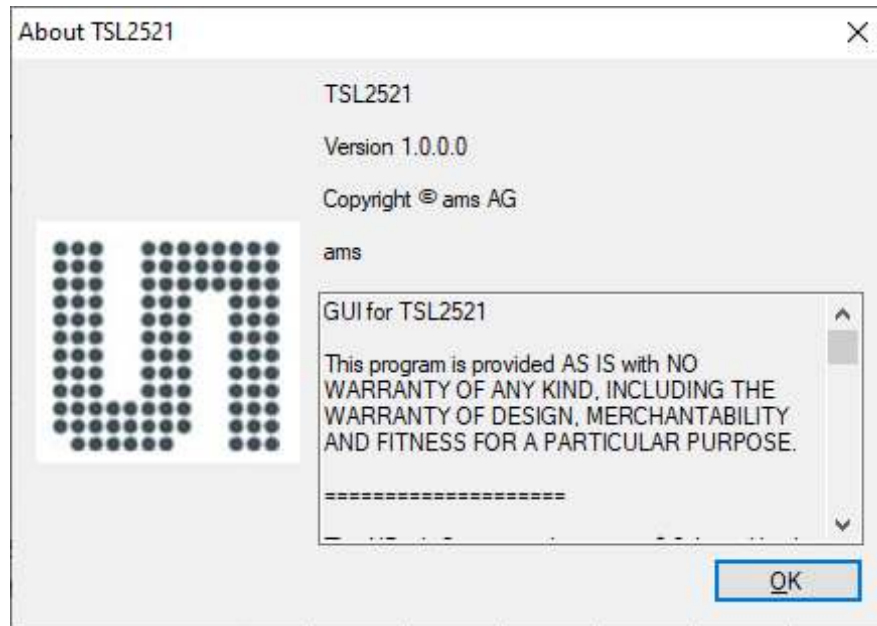 About TSL2521
TSL2521
Version 1.0.0.0
Copyright © ams AG
ams
GUI for TSL2521
This program is provided AS IS with NO
WARRANTY OF ANY KIND, INCLUDING THE
WARRANTY OF DESIGN, MERCHANTABILITY
AND FITNESS FOR A PARTICULAR PURPOSE.
====================
OK